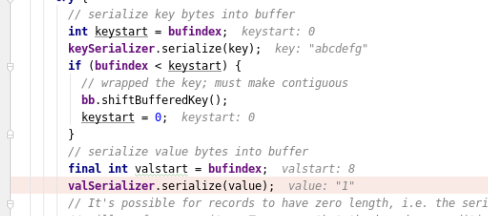 // serialize key bytes into buffer
int keystart = bufindex;  keystart: 0
keySerializer.serialize(key);  key: "abcdefg"
if (bufindex < keystart) {
// wrapped the key; must make contiguous
bb.shiftBufferedKey();
keystart = 0;  keystart: 0
}
// serialize value bytes into buffer
final int valstart = bufindex;  valstart: 8
valSerializer.serialize(value);  value: "1"
// It's possible for records to have zero length, i.e. the seri